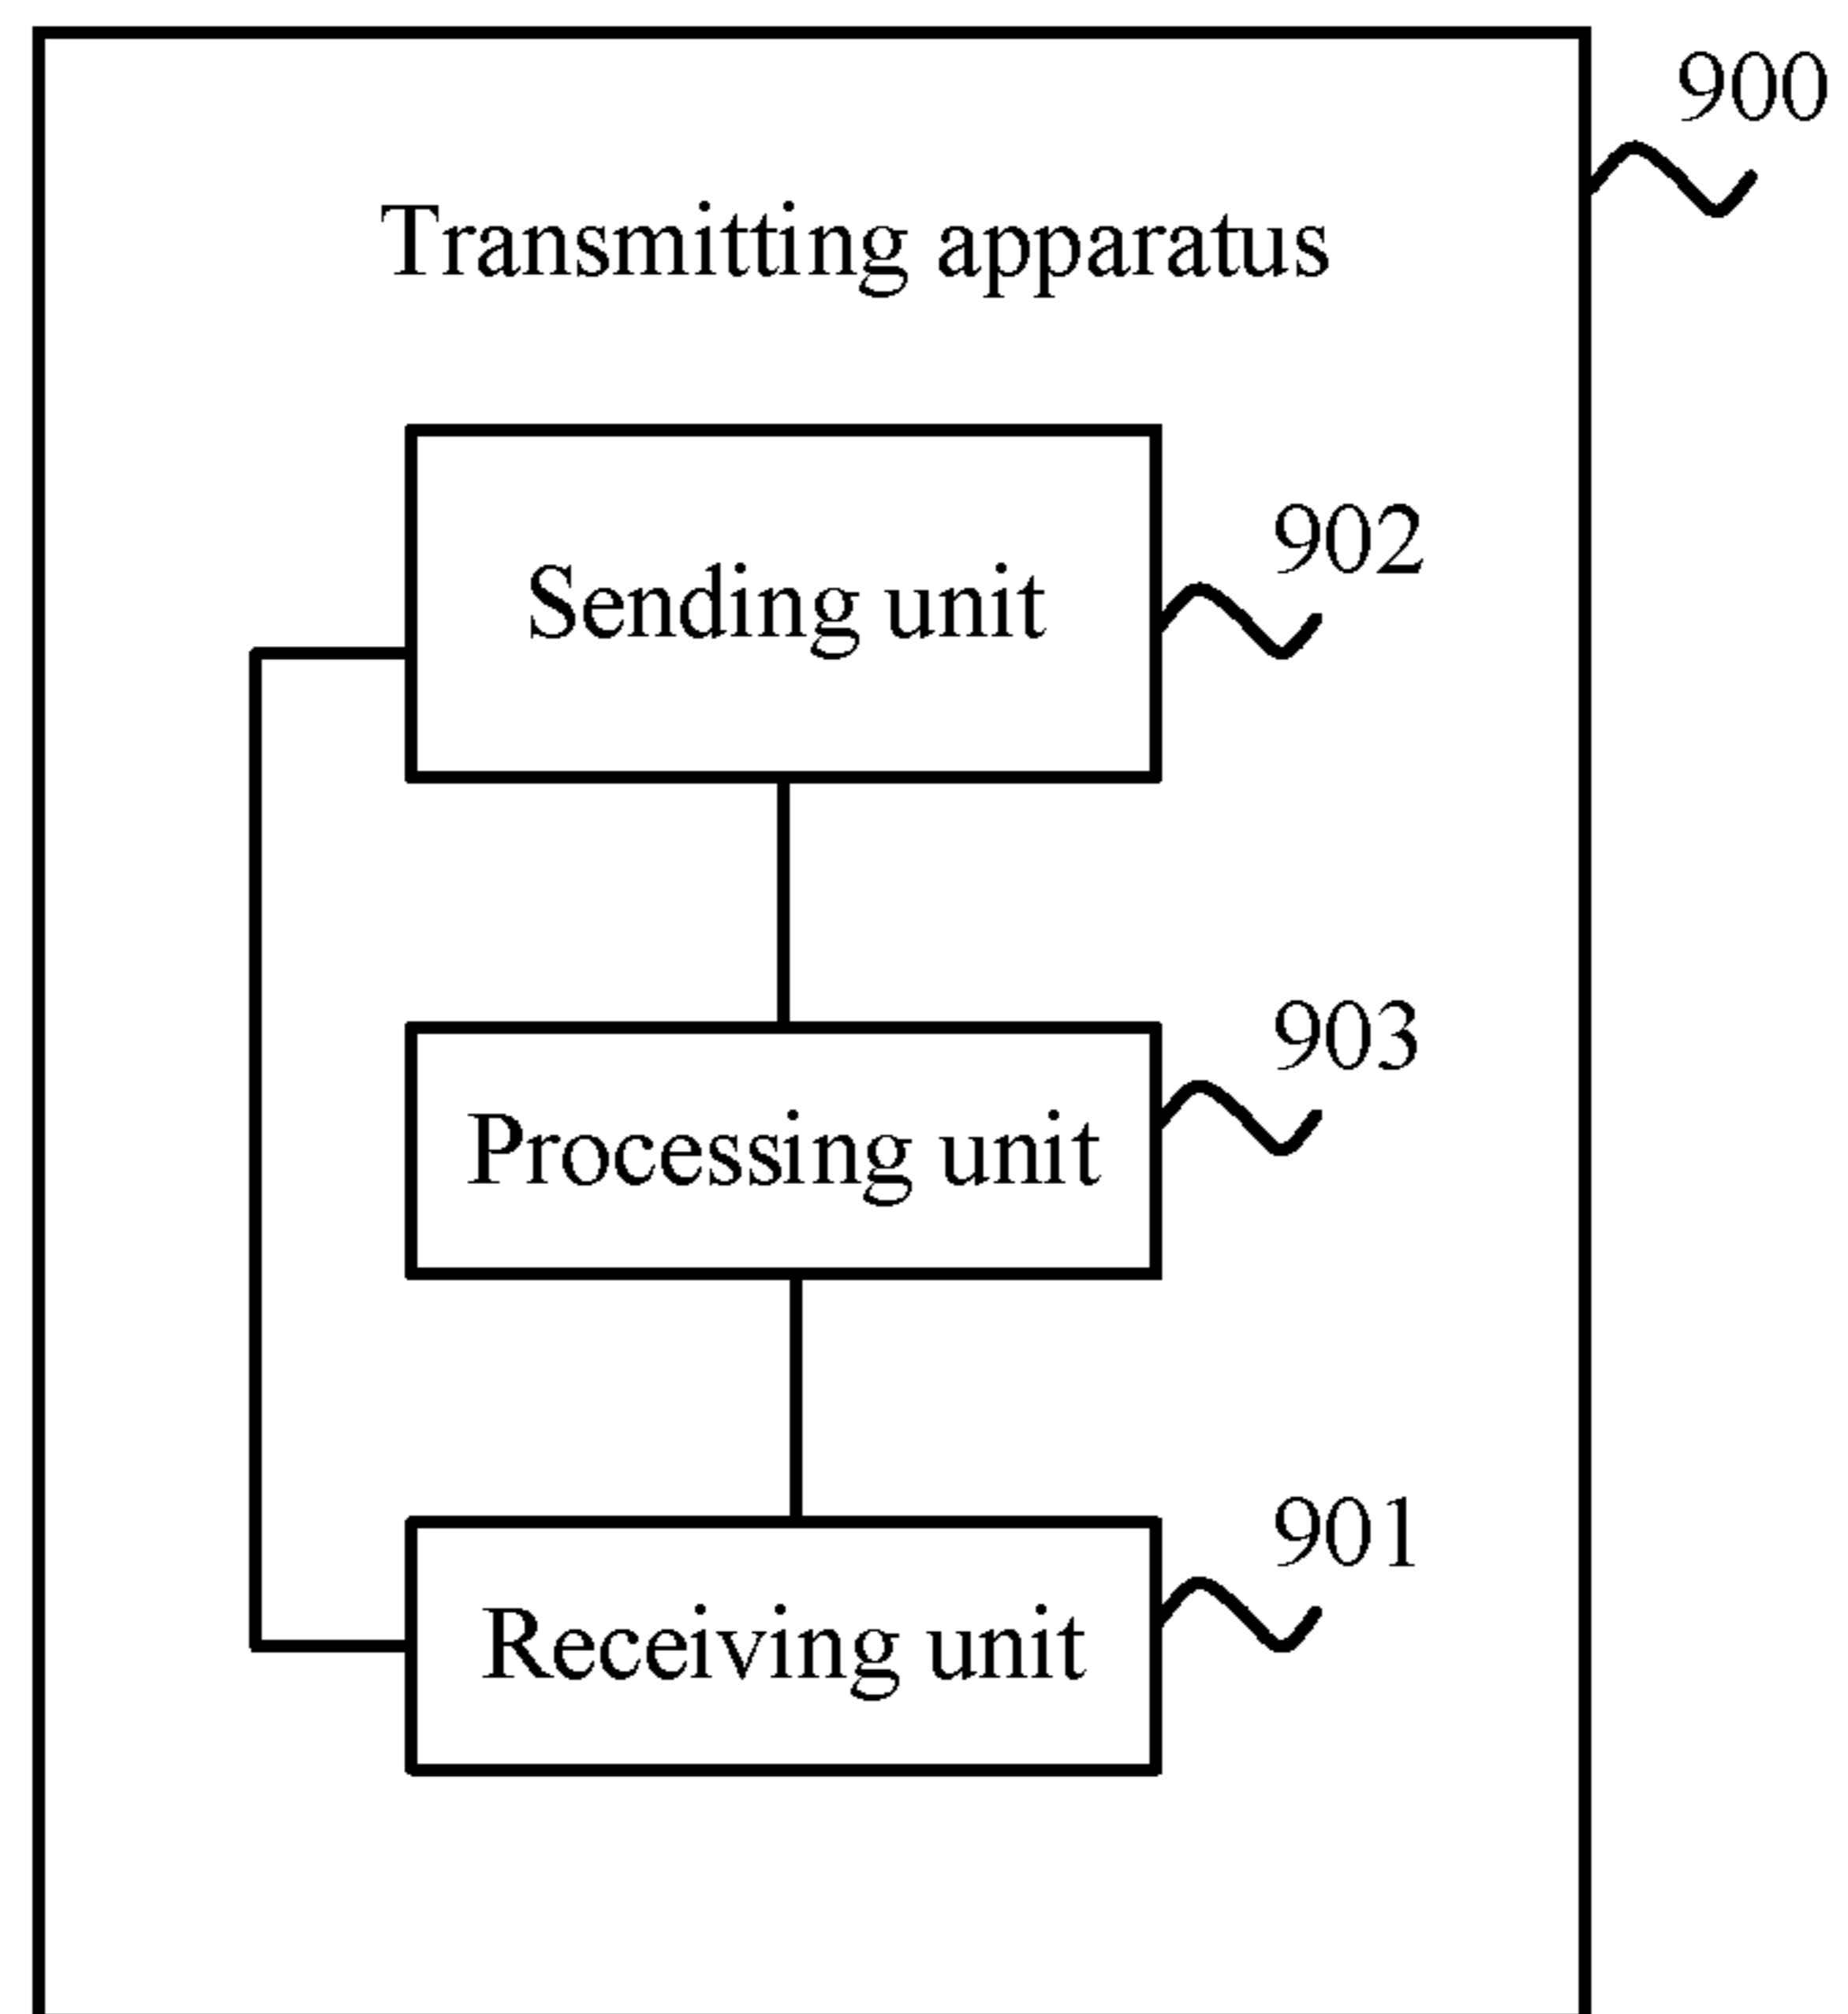 900
Transmitting apparatus
902
Sending unit
903
Processing unit
901
Receiving unit